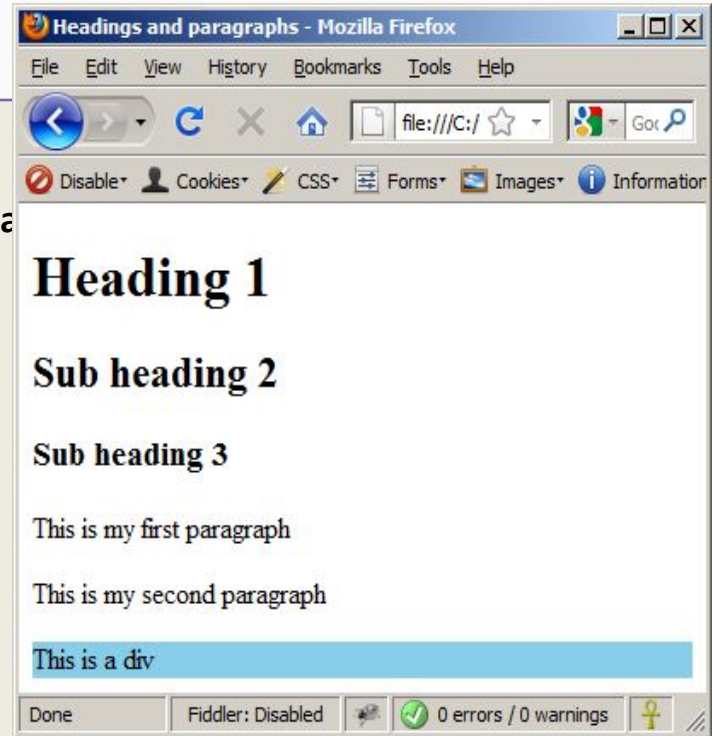 Headings and paragraphs - Mozilla Firefox
File Edit View History Bookmarks Tools Help
file:///C:/
Disable Cookies CSS Forms Images Information
Heading 1
Sub heading 2
Sub heading 3
This is my first paragraph
This is my second paragraph
This is a div
Done Fiddler: Disabled 0 errors / 0 warnings